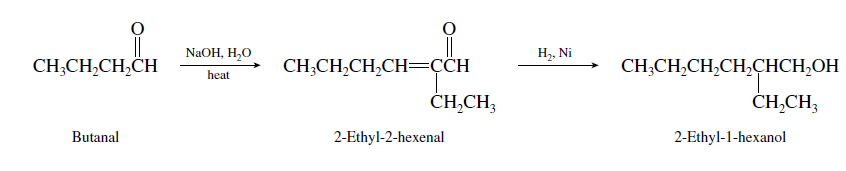 O
CH₃CH₂CH₂CH
NaOH, H₂O
heat
O
CH₃CH₂CH₂CH=CCH
CH₂CH₃
H₂, Ni
CH₃CH₂CH₂CH₂CHCH₂OH
CH₂CH₃
Butanal
2-Ethyl-2-hexenal
2-Ethyl-1-hexanol